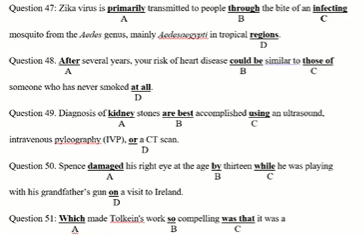 Question 47: Zika virus is primarily transmitted to people through the bite of an infecting
A B C
mosquito from the Aedes genus, mainly Aedesaegypti in tropical regions.
D
Question 48. After several years, your risk of heart disease could be similar to those of
A B C
someone who has never smoked at all.
D
Question 49. Diagnosis of kidney stones are best accomplished using an ultrasound,
A B C
intravenous pyleography (IVP), or a CT scan.
D
Question 50. Spence damaged his right eye at the age by thirteen while he was playing
A B C
with his grandfather's gun on a visit to Ireland.
D
Question 51: Which made Tolkein's work so compelling was that it was a
A B C